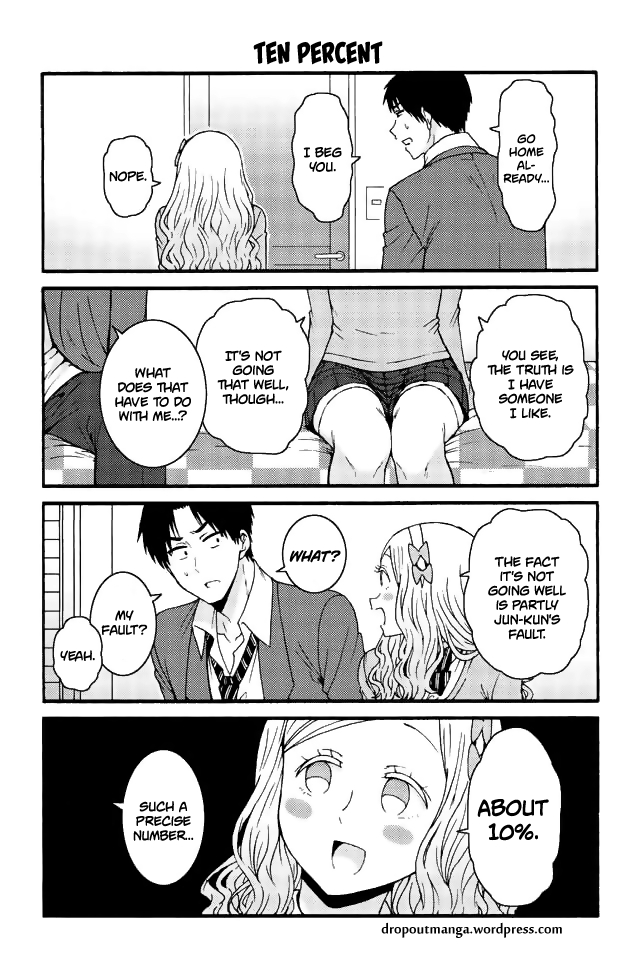 TEN PERCENT
GO
HOME
AL-
READY...
I BEG
YOU.
NOPE.
YOU SEE,
THE TRUTH IS
I HAVE
SOMEONE
I LIKE.
IT'S NOT
GOING
THAT WELL,
THOUGH...
WHAT
DOES THAT
HAVE TO DO
WITH ME...?
THE FACT
IT'S NOT
GOING WELL
IS PARTLY
JUN-KUN'S
FAULT.
WHAT?
MY
FAULT?
YEAH.
ABOUT
10%.
SUCH A
PRECISE
NUMBER...
dropoutmanga.wordpress.com